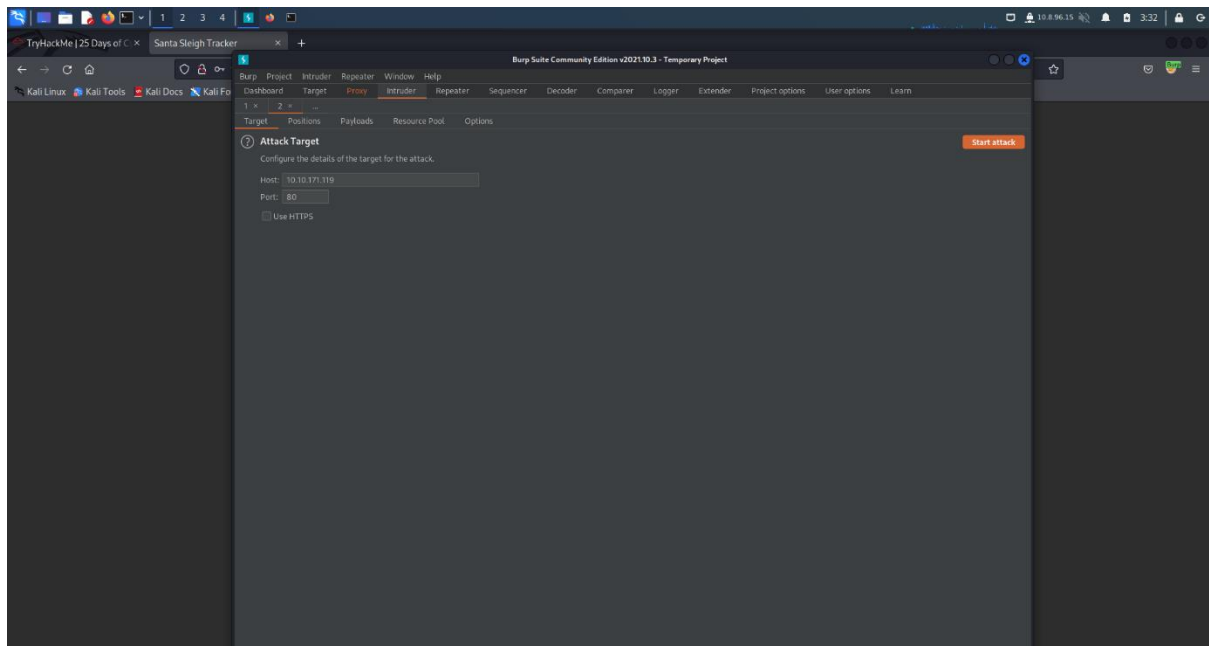 1 2 3 4
10.8.96.15 3:32
TryHackMe | 25 Days of C × Santa Sleigh Tracker × +
Burp Suite Community Edition v2021.10.3 - Temporary Project
Burp Project Intruder Repeater Window Help
Kali Linux Kali Tools Kali Docs Kali Fo
Dashboard Target Proxy Intruder Repeater Sequencer Decoder Comparer Logger Extender Project options User options Learn
1 × 2 × ...
Target Positions Payloads Resource Pool Options
? Attack Target
Start attack
Configure the details of the target for the attack.
Host: 10.10.171.119
Port: 80
Use HTTPS